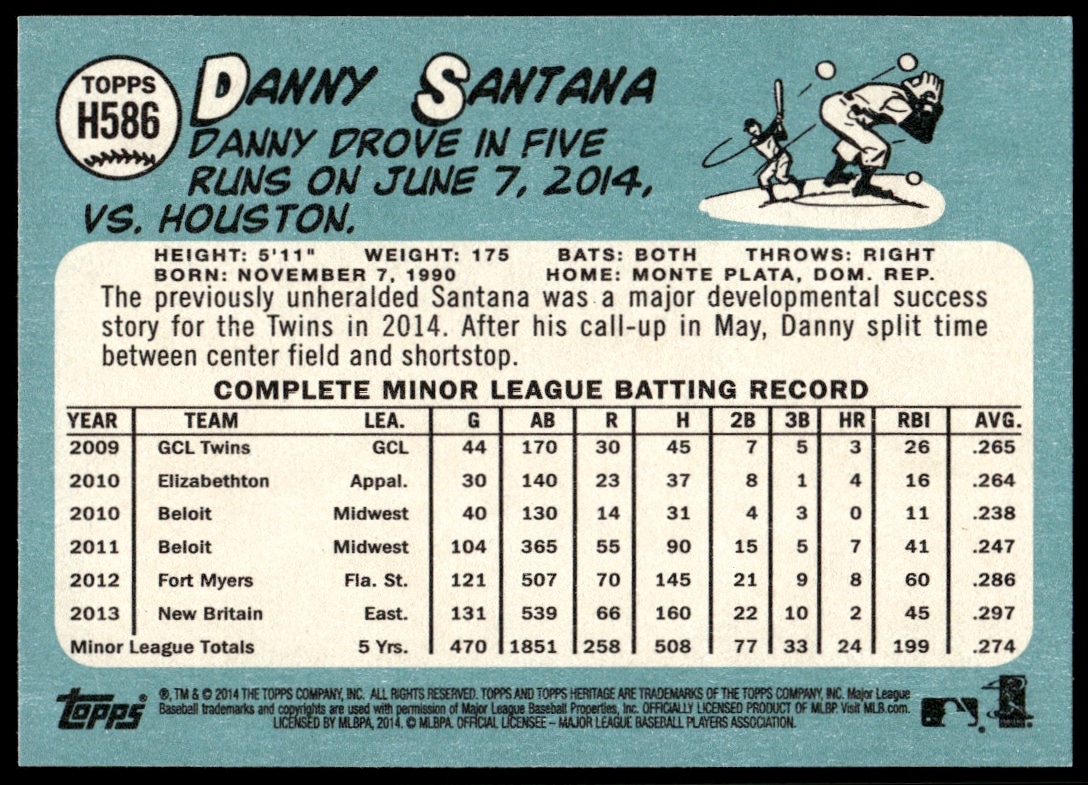 TOPPS
H586
DANNY SANTANA
DANNY DROVE IN FIVE
RUNS ON JUNE 7, 2014,
VS. HOUSTON.
HEIGHT: 5'11" WEIGHT: 175 BATS: BOTH THROWS: RIGHT
BORN: NOVEMBER 7, 1990 HOME: MONTE PLATA, DOM. REP.
The previously unheralded Santana was a major developmental success
story for the Twins in 2014. After his call-up in May, Danny split time
between center field and shortstop.
COMPLETE MINOR LEAGUE BATTING RECORD
YEAR TEAM LEA. G AB R H 2B 3B HR RBI AVG.
2009 GCL Twins GCL 44 170 30 45 7 5 3 26 .265
2010 Elizabethton Appal. 30 140 23 37 8 1 4 16 .264
2010 Beloit Midwest 40 130 14 31 4 3 0 11 .238
2011 Beloit Midwest 104 365 55 90 15 5 7 41 .247
2012 Fort Myers Fla. St. 121 507 70 145 21 9 8 60 .286
2013 New Britain East. 131 539 66 160 22 10 2 45 .297
Minor League Totals 5 Yrs. 470 1851 258 508 77 33 24 199 .274
topps ®, TM & © 2014 THE TOPPS COMPANY, INC. ALL RIGHTS RESERVED. TOPPS AND TOPPS HERITAGE ARE TRADEMARKS OF THE TOPPS COMPANY, INC. Major League
Baseball trademarks and copyrights are used with permission of Major League Baseball Properties, Inc. OFFICIALLY LICENSED PRODUCT OF MLBP. Visit MLB.com.
LICENSED BY MLBPA, 2014. © MLBPA. OFFICIAL LICENSEE – MAJOR LEAGUE BASEBALL PLAYERS ASSOCIATION.